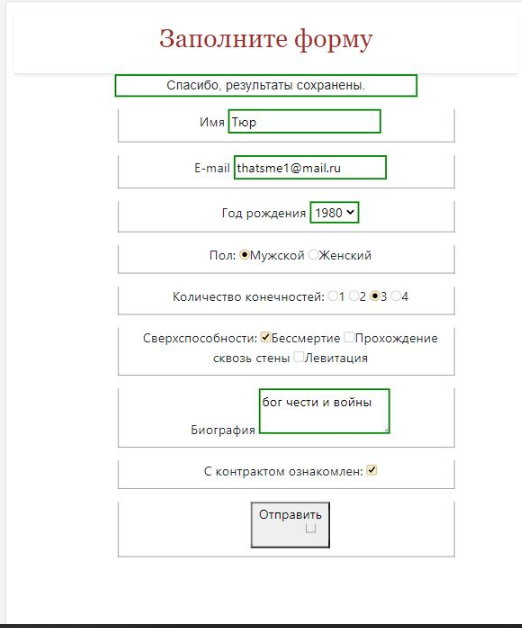 Заполните форму
Спасибо, результаты сохранены.
Имя Тюр
E-mail thatsme1@mail.ru
Год рождения 1980
Пол: Мужской Женский
Количество конечностей: 1 2 3 4
Сверхспособности: Бессмертие Прохождение
сквозь стены Левитация
бог чести и войны
Биография
С контрактом ознакомлен:
Отправить